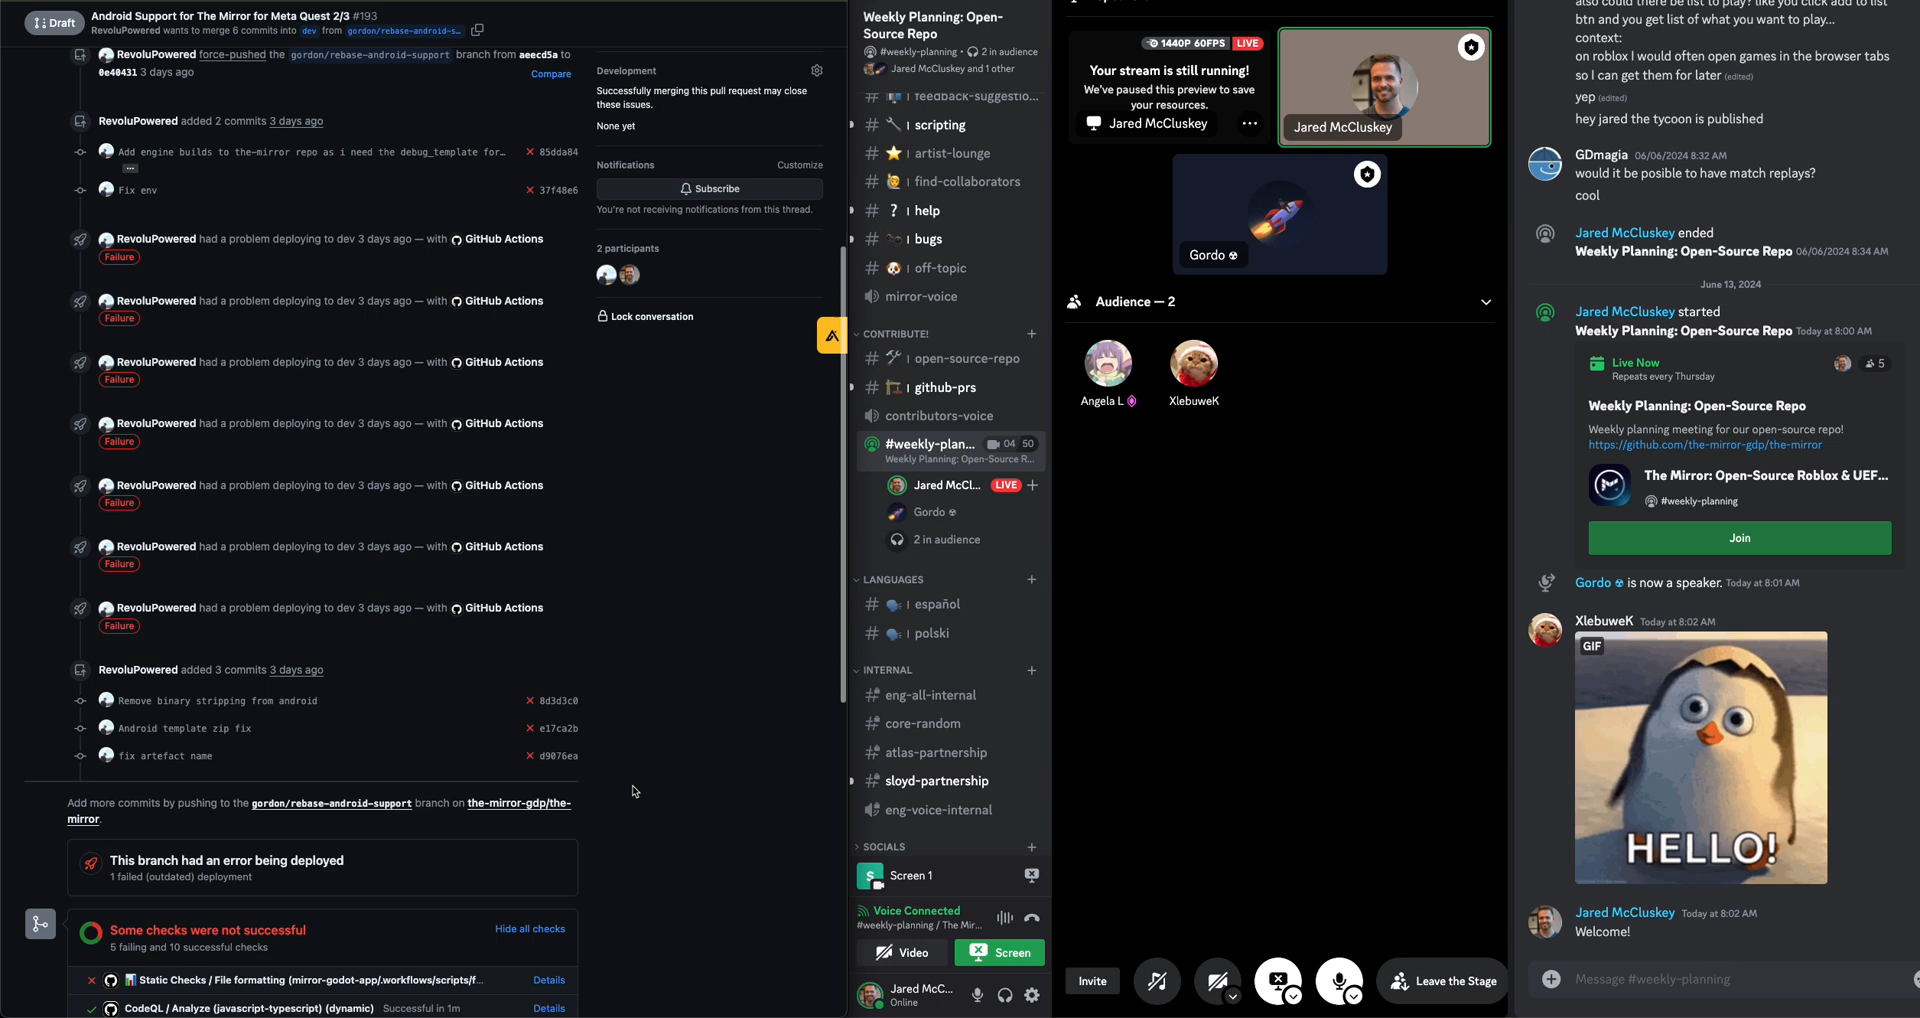 Draft
Android Support for The Mirror for Meta Quest 2/3 #193
RevoluPowered wants to merge 6 commits into dev from gordon/rebase-android-s…
RevoluPowered force-pushed the gordon/rebase-android-support branch from aeecd5a to
0e40431 3 days ago
Compare
RevoluPowered added 2 commits 3 days ago
Add engine builds to the-mirror repo as i need the debug_template for… 85dda84
Fix env 37f48e6
RevoluPowered had a problem deploying to dev 3 days ago — with GitHub Actions
Failure
RevoluPowered had a problem deploying to dev 3 days ago — with GitHub Actions
Failure
RevoluPowered had a problem deploying to dev 3 days ago — with GitHub Actions
Failure
RevoluPowered had a problem deploying to dev 3 days ago — with GitHub Actions
Failure
RevoluPowered had a problem deploying to dev 3 days ago — with GitHub Actions
Failure
RevoluPowered had a problem deploying to dev 3 days ago — with GitHub Actions
Failure
RevoluPowered had a problem deploying to dev 3 days ago — with GitHub Actions
Failure
RevoluPowered added 3 commits 3 days ago
Remove binary stripping from android 8d3d3c0
Android template zip fix e17ca2b
fix artefact name d9076ea
Add more commits by pushing to the gordon/rebase-android-support branch on the-mirror-gdp/the-
mirror.
This branch had an error being deployed
1 failed (outdated) deployment
Some checks were not successful
Hide all checks
5 failing and 10 successful checks
Static Checks / File formatting (mirror-godot-app/.workflows/scripts/f… Details
CodeQL / Analyze (javascript-typescript) (dynamic) Successful in 1m Details
Development
Successfully merging this pull request may close
these issues.
None yet
Notifications
Customize
Subscribe
You're not receiving notifications from this thread.
2 participants
Lock conversation
Weekly Planning: Open-
Source Repo
#weekly-planning • 2 in audience
Jared McCluskey and 1 other
# feedback-suggestio...
# scripting
# artist-lounge
# find-collaborators
# ? help
# bugs
# off-topic
mirror-voice
CONTRIBUTE!
# open-source-repo
# github-prs
contributors-voice
#weekly-plan... 04 50
Weekly Planning: Open-Source R...
Jared McCl... LIVE
Gordo
2 in audience
LANGUAGES
# español
# polski
INTERNAL
eng-all-internal
core-random
atlas-partnership
sloyd-partnership
eng-voice-internal
SOCIALS
S
Screen 1
Voice Connected
#weekly-planning / The Mir...
Video
Screen
Jared McC...
Online
1440P 60FPS LIVE
Your stream is still running!
We've paused this preview to save
your resources.
Jared McCluskey
Jared McCluskey
Gordo
Audience — 2
Angela L
XlebuweK
Invite
Leave the Stage
also could there be list to play? like you click add to list
btn and you get list of what you want to play...
context:
on roblox I would often open games in the browser tabs
so I can get them for later (edited)
yep (edited)
hey jared the tycoon is published
GDmagia 06/06/2024 8:32 AM
would it be posible to have match replays?
cool
Jared McCluskey ended
Weekly Planning: Open-Source Repo 06/06/2024 8:34 AM
June 13, 2024
Jared McCluskey started
Weekly Planning: Open-Source Repo Today at 8:00 AM
Live Now
Repeats every Thursday
5
Weekly Planning: Open-Source Repo
Weekly planning meeting for our open-source repo!
https://github.com/the-mirror-gdp/the-mirror
The Mirror: Open-Source Roblox & UEF...
#weekly-planning
Join
Gordo is now a speaker. Today at 8:01 AM
XlebuweK Today at 8:02 AM
GIF
HELLO!
Jared McCluskey Today at 8:02 AM
Welcome!
Message #weekly-planning